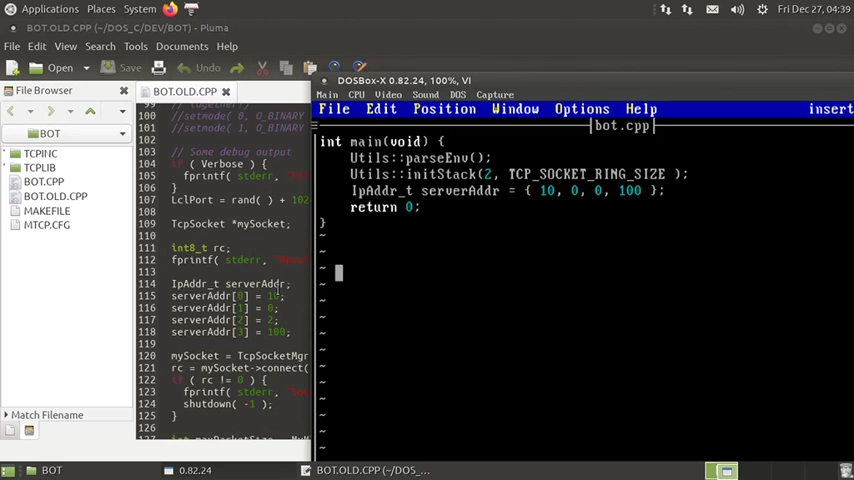 Applications Places System Fri Dec 27, 04:39
BOT.OLD.CPP (~/DOS_C/DEV/BOT) - Pluma
File Edit View Search Tools Documents Help
Open Save Undo
File Browser
BOT
TCPINC
TCPLIB
BOT.CPP
BOT.OLD.CPP
MAKEFILE
MTCP.CFG
Match Filename
BOT.OLD.CPP
99 // together)
100 //setmode( 0, O_BINARY
101 //setmode( 1, O_BINARY
102
103 // Some debug output
104 if ( Verbose ) {
105 fprintf( stderr,
106 }
107 LclPort = rand() + 102
108
109 TcpSocket *mySocket;
110
111 int8_t rc;
112 fprintf( stderr,
113
114 IpAddr_t serverAddr;
115 serverAddr[0] = 10;
116 serverAddr[1] = 0;
117 serverAddr[2] = 2;
118 serverAddr[3] = 100;
119
120 mySocket = TcpSocketMgr
121 rc = mySocket->connect(
122 if ( rc != 0 ) {
123 fprintf( stderr,
124 shutdown( -1 );
125 }
126
127
DOSBox-X 0.82.24, 100%, VI
Main CPU Video Sound DOS Capture
File Edit Position Window Options Help insert
bot.cpp
int main(void) {
Utils::parseEnv();
Utils::initStack(2, TCP_SOCKET_RING_SIZE );
IpAddr_t serverAddr = { 10, 0, 0, 100 };
return 0;
}
~
~
~
~
~
~
~
~
~
~
~
~
~
~
BOT 0.82.24 BOT.OLD.CPP (~/DOS_...